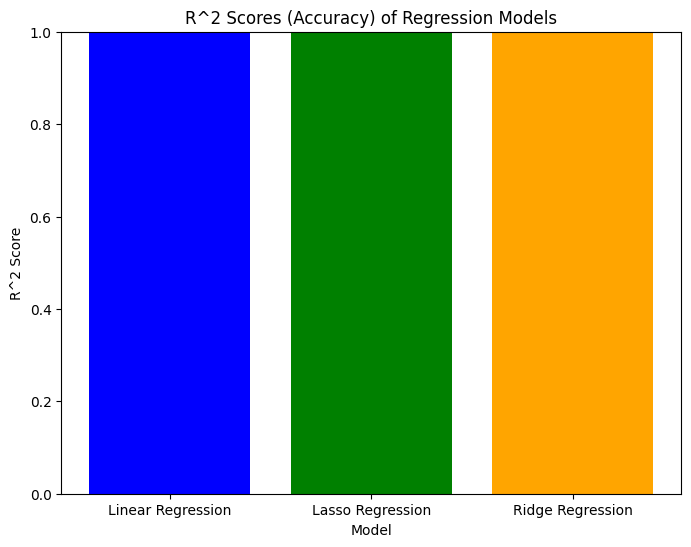 R^2 Scores (Accuracy) of Regression Models
1.0
0.8
0.6
0.4
0.2
0.0
R^2 Score
Linear Regression
Lasso Regression
Ridge Regression
Model